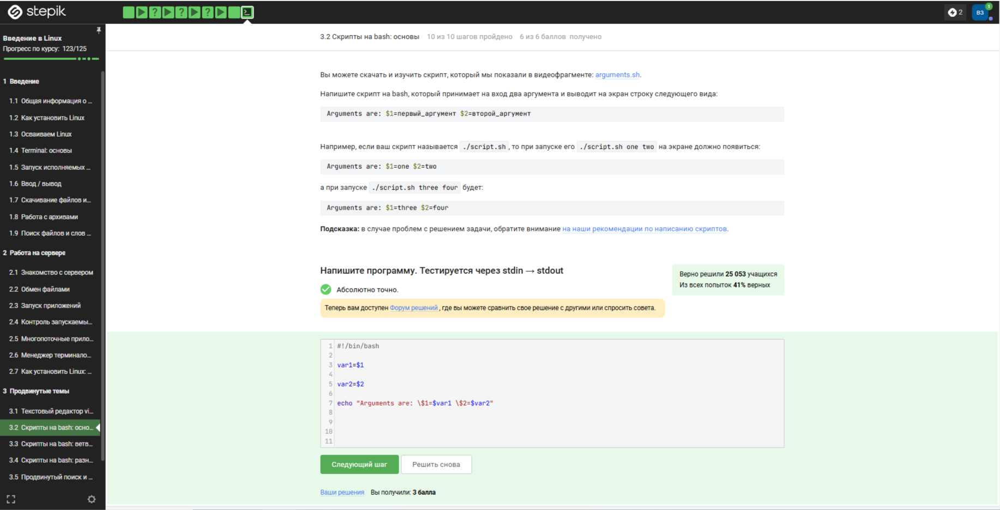 stepik
?
?
?
2
ВЗ
1
Введение в Linux
Прогресс по курсу: 123/125
1 Введение
1.1 Общая информация о ...
1.2 Как установить Linux
1.3 Осваиваем Linux
1.4 Terminal: основы
1.5 Запуск исполняемых ...
1.6 Ввод / вывод
1.7 Скачивание файлов и...
1.8 Работа с архивами
1.9 Поиск файлов и слов ...
2 Работа на сервере
2.1 Знакомство с сервером
2.2 Обмен файлами
2.3 Запуск приложений
2.4 Контроль запускаемы...
2.5 Многопоточные прило...
2.6 Менеджер терминало...
2.7 Как установить Linux: ...
3 Продвинутые темы
3.1 Текстовый редактор vi...
3.2 Скрипты на bash: осно...
3.3 Скрипты на bash: ветв...
3.4 Скрипты на bash: разн...
3.5 Продвинутый поиск и ...
3.2 Скрипты на bash: основы 10 из 10 шагов пройдено 6 из 6 баллов получено
Вы можете скачать и изучить скрипт, который мы показали в видеофрагменте: arguments.sh.
Напишите скрипт на bash, который принимает на вход два аргумента и выводит на экран строку следующего вида:
Arguments are: $1=первый_аргумент $2=второй_аргумент
Например, если ваш скрипт называется ./script.sh , то при запуске его ./script.sh one two на экране должно появиться:
Arguments are: $1=one $2=two
а при запуске ./script.sh three four будет:
Arguments are: $1=three $2=four
Подсказка: в случае проблем с решением задачи, обратите внимание на наши рекомендации по написанию скриптов.
Напишите программу. Тестируется через stdin → stdout
Абсолютно точно.
Верно решили 25 053 учащихся
Из всех попыток 41% верных
Теперь вам доступен Форум решений , где вы можете сравнить свое решение с другими или спросить совета.
1 #!/bin/bash
2
3 var1=$1
4
5 var2=$2
6
7 echo "Arguments are: \$1=$var1 \$2=$var2"
8
9
10
11
Следующий шаг
Решить снова
Ваши решения Вы получили: 3 балла